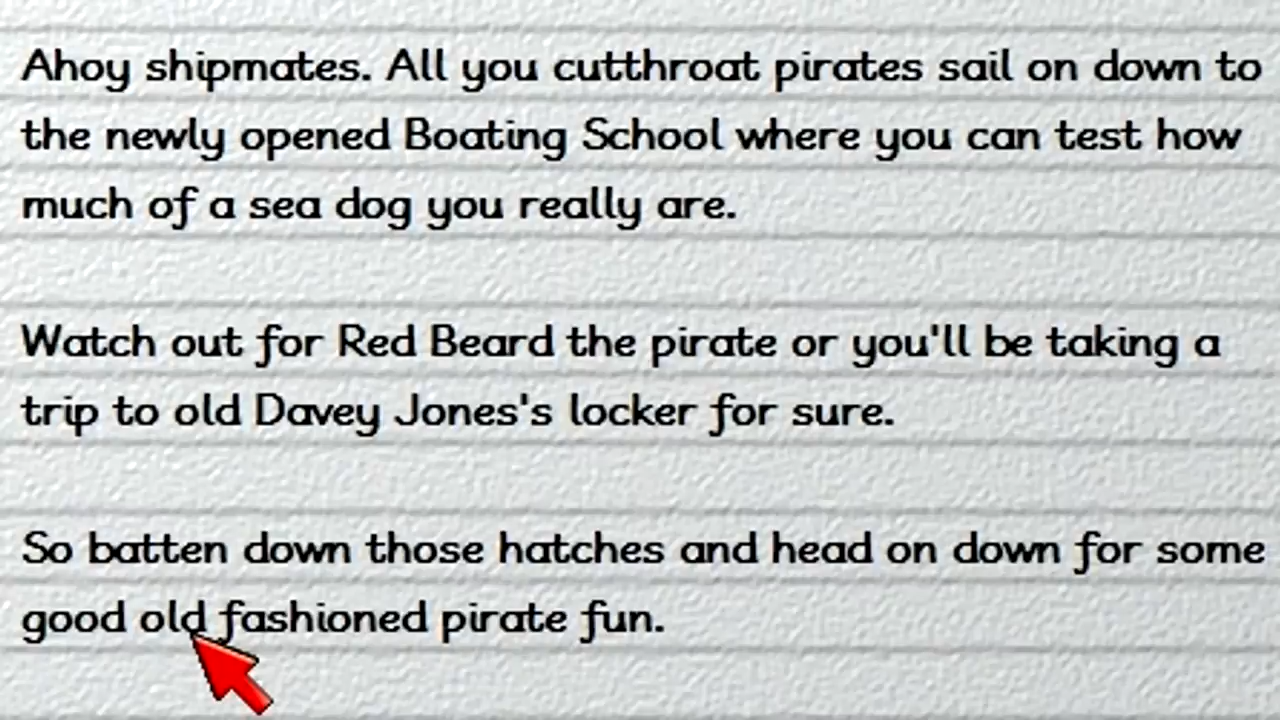 Ahoy shipmates. All you cutthroat pirates sail on down to
the newly opened Boating School where you can test how
much of a sea dog you really are.
Watch out for Red Beard the pirate or you'll be taking a
trip to old Davey Jones's locker for sure.
So batten down those hatches and head on down for some
good old fashioned pirate fun.